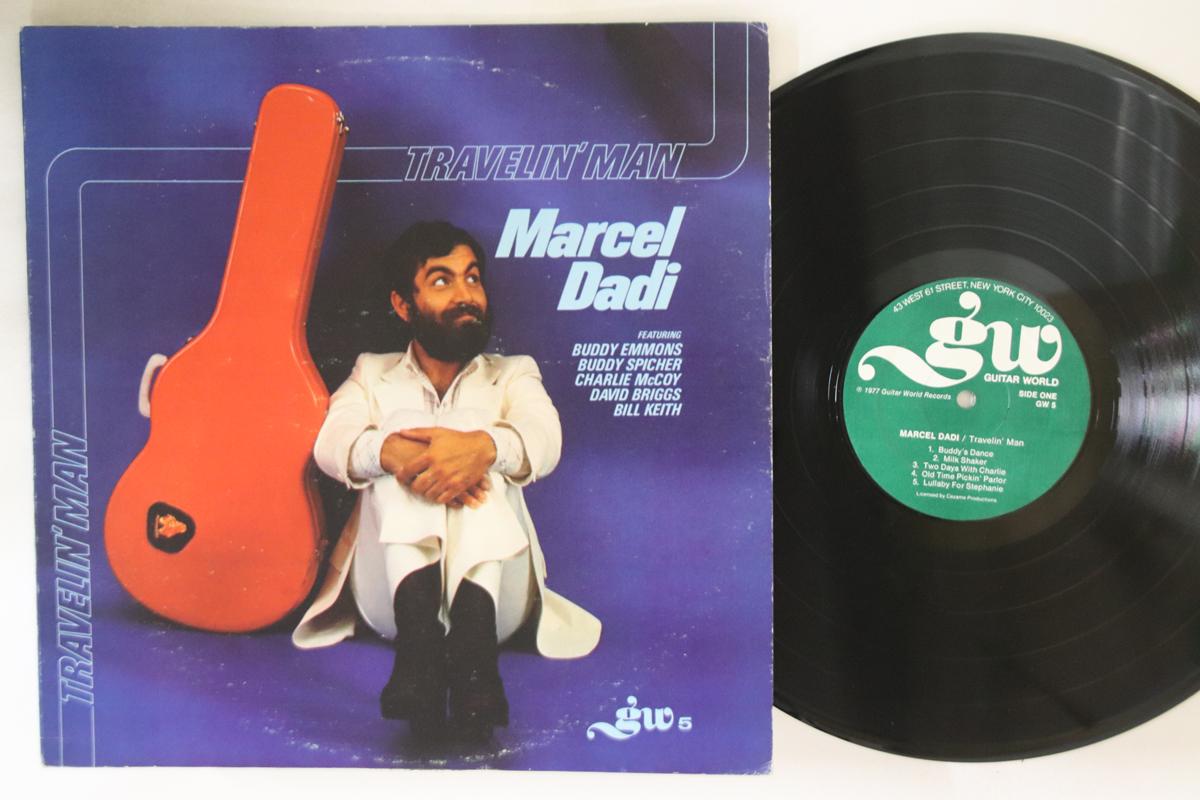 TRAVELIN' MAN
Marcel
Dadi
FEATURING
BUDDY EMMONS
BUDDY SPICHER
CHARLIE McCOY
DAVID BRIGGS
BILL KEITH
TRAVELIN' MAN
gw 5
43 WEST 61 STREET, NEW YORK CITY 10023
gw
GUITAR WORLD
℗ 1977 Guitar World Records
SIDE ONE
GW 5
MARCEL DADI / Travelin' Man
1. Buddy's Dance
2. Milk Shaker
3. Two Days With Charlie
4. Old Time Pickin' Parlor
5. Lullaby For Stephanie
Licensed by Cezame Productions